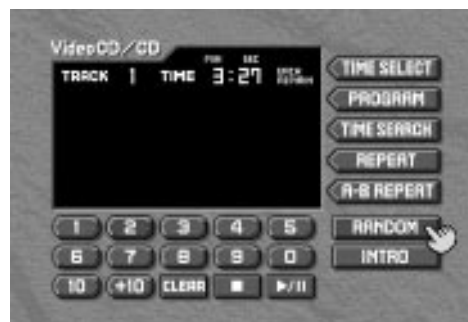 VideoCD/CD
MIN SEC
TRACK 1 TIME 3:27
TIME SELECT
PROGRAM
TIME SEARCH
REPEAT
A-B REPEAT
1 2 3 4 5 RANDOM
6 7 8 9 0 INTRO
10 +10 CLEAR ■ ▶/II